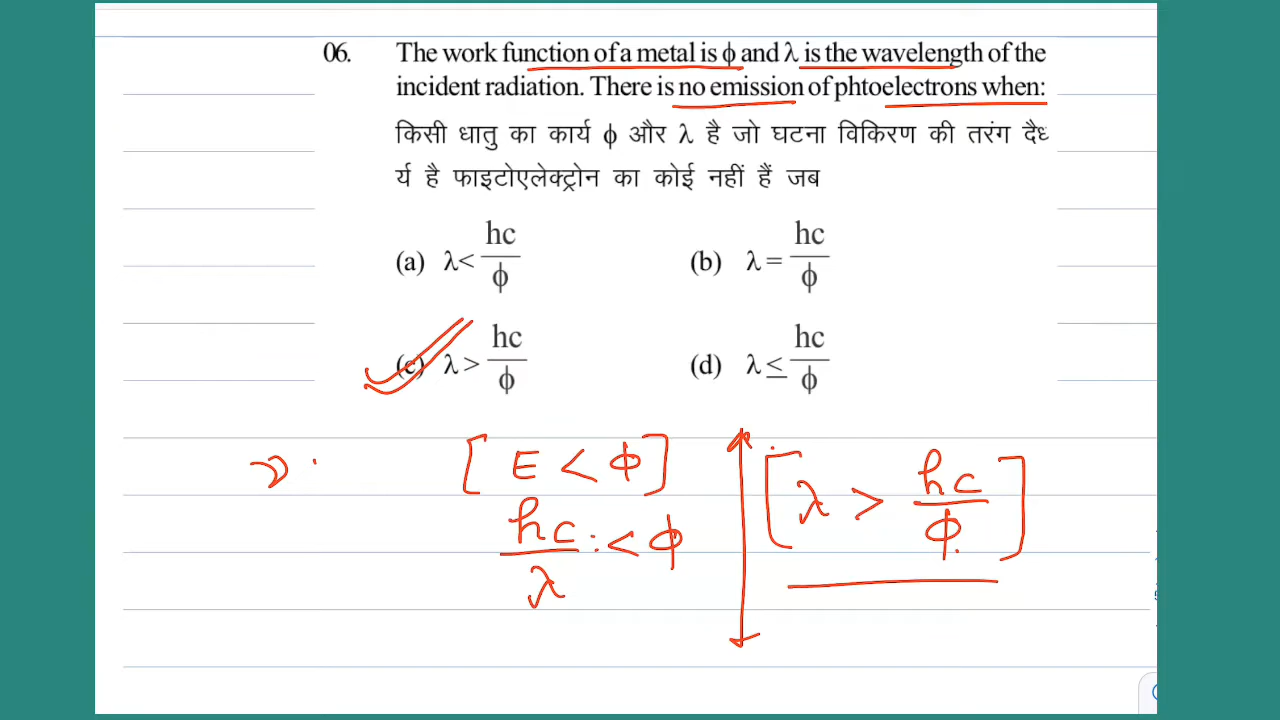 06. The work function of a metal is ϕ and λ is the wavelength of the
incident radiation. There is no emission of phtoelectrons when:
किसी धातु का कार्य ϕ और λ है जो घटना विकिरण की तरंग दैध
र्य है फाइटोएलेक्ट्रोन का कोई नहीं हैं जब
(a) λ< hc/ϕ (b) λ = hc/ϕ
(c) λ > hc/ϕ (d) λ ≤ hc/ϕ
[E < ϕ] [λ > hc/ϕ]
hc/λ < ϕ